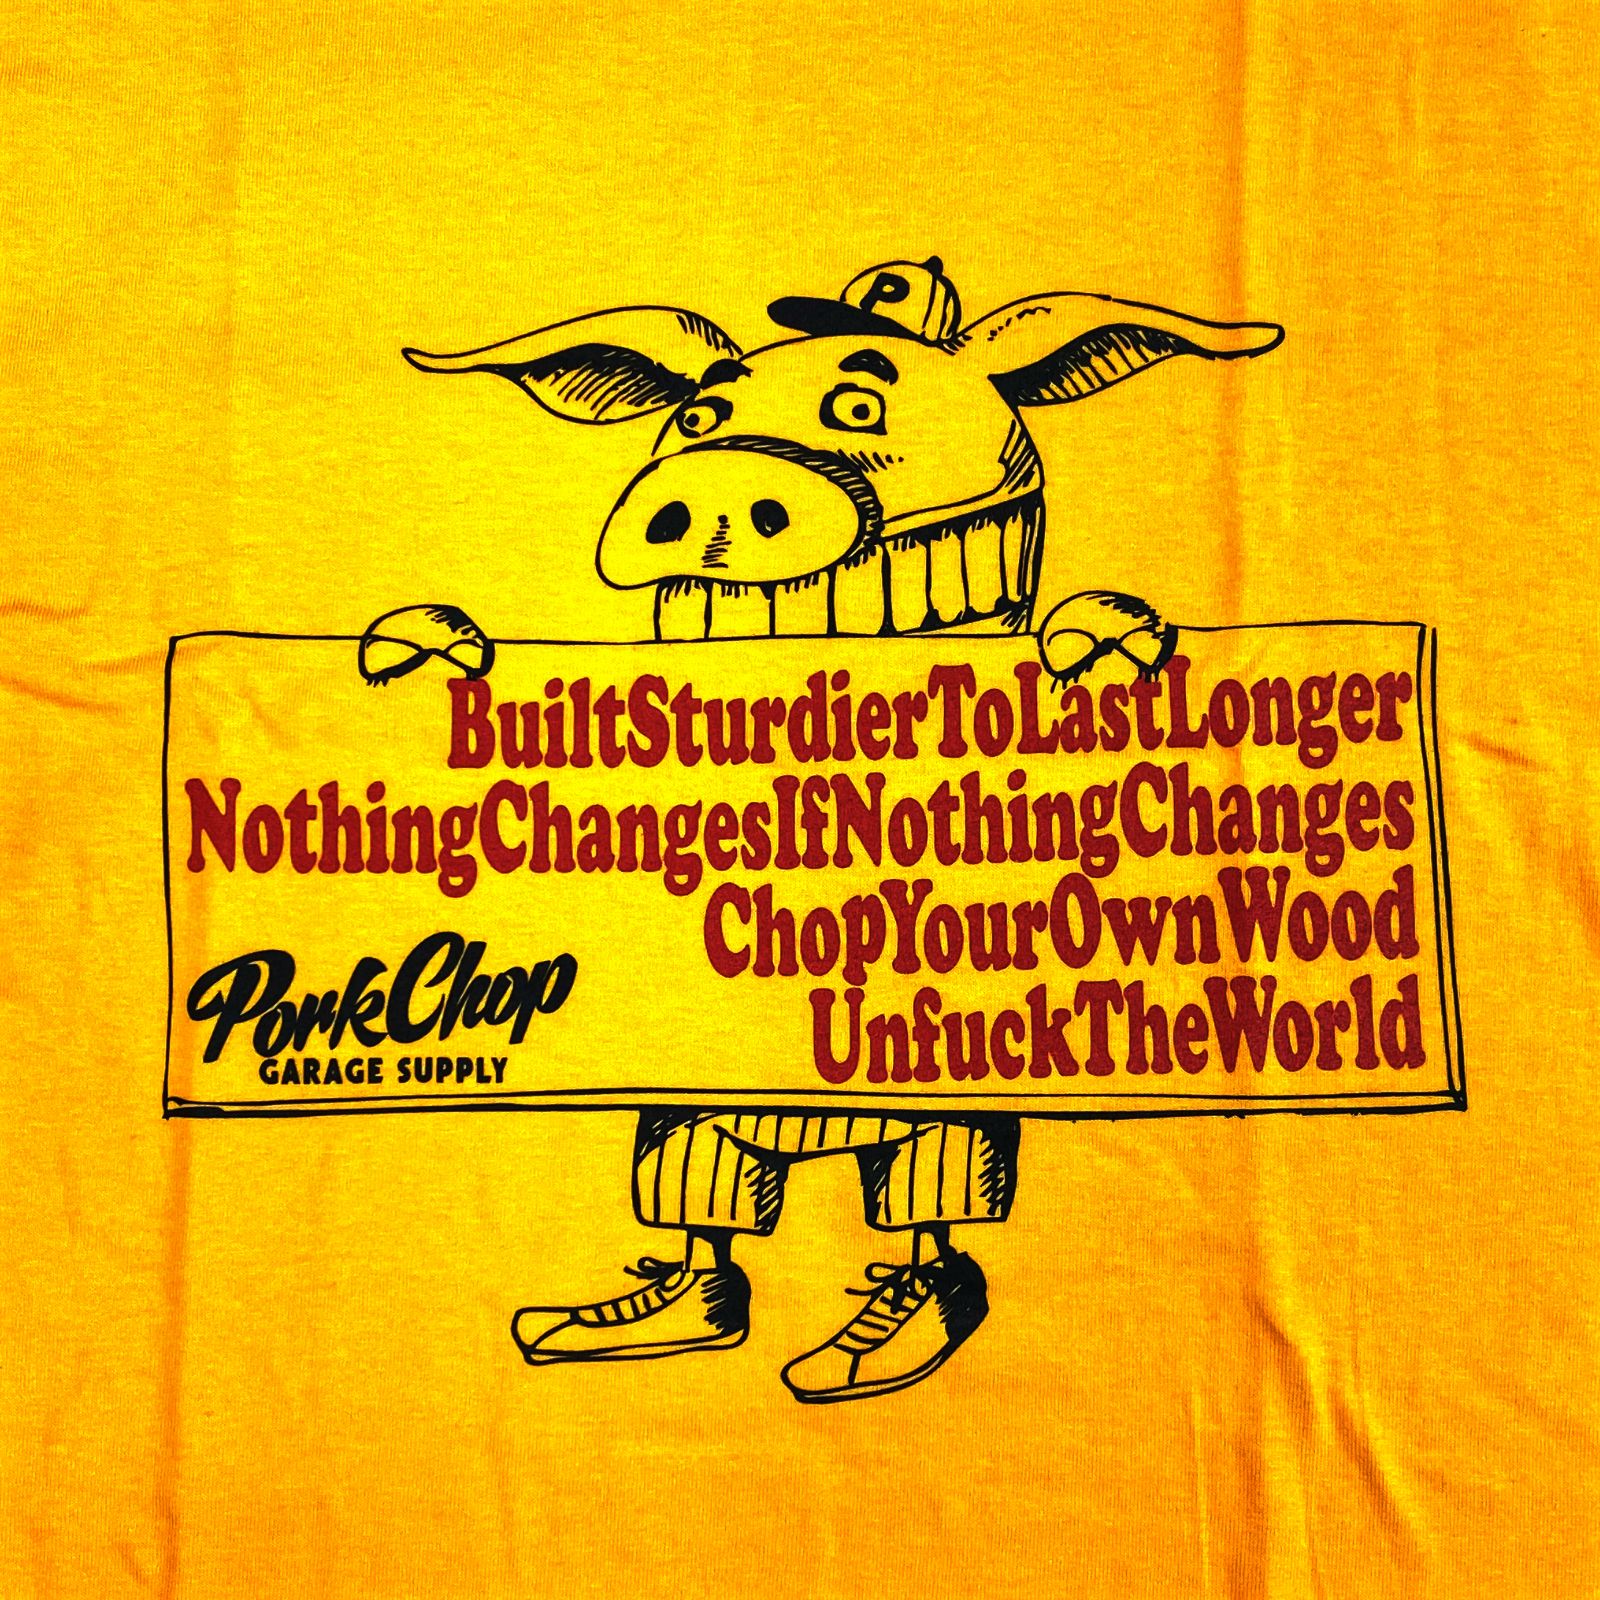 P
BuiltSturdierToLastLonger
NothingChangesIfNothingChanges
ChopYourOwnWood
UnfuckTheWorld
PorkChop
GARAGE SUPPLY